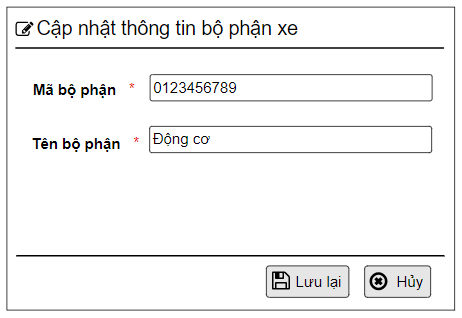 Cập nhật thông tin bộ phận xe
Mã bộ phận * 0123456789
Tên bộ phận * Động cơ
Lưu lại Hủy